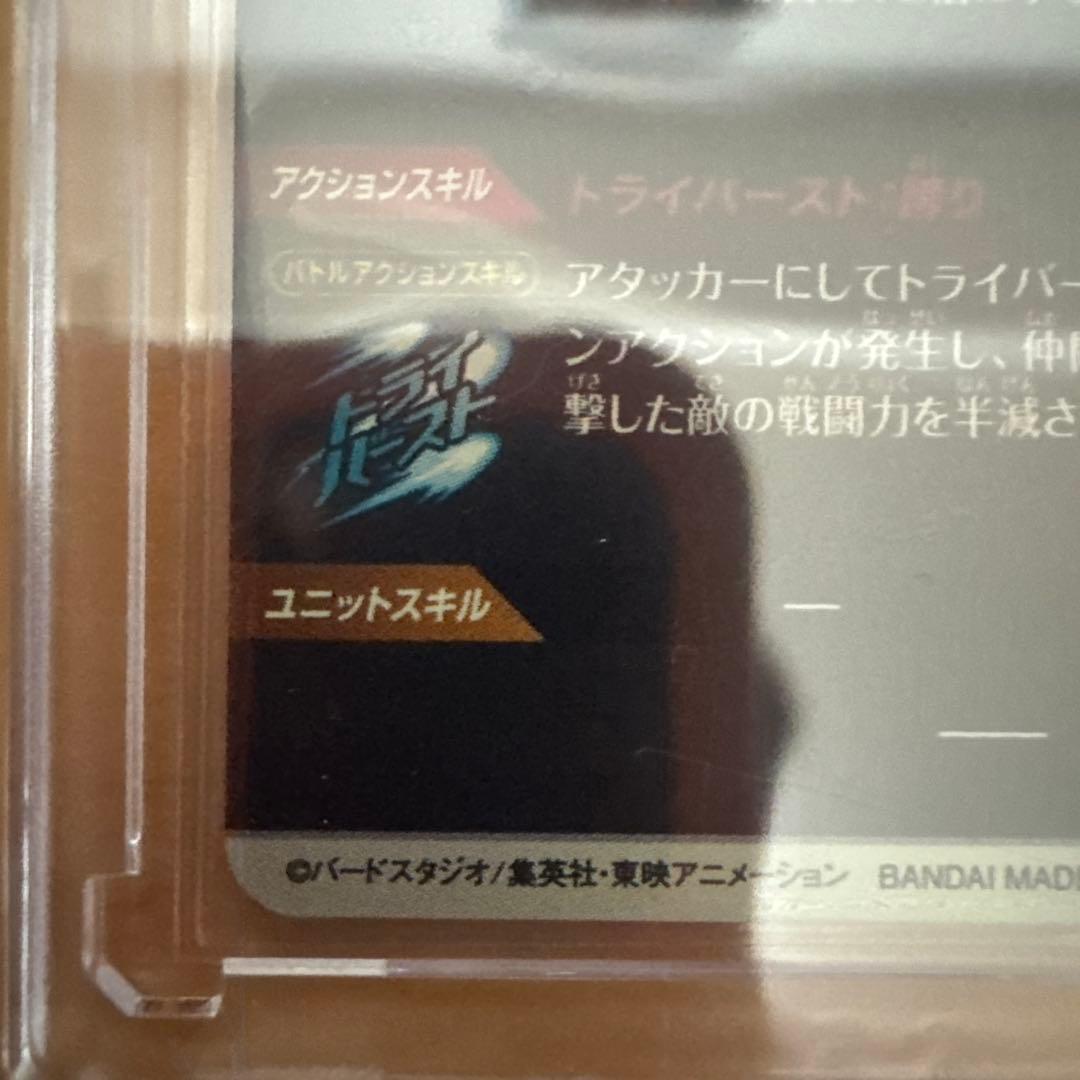 アクションスキル
トライバースト:誇り
バトルアクションスキル
アタッカーにしてトライバー
ンアクションが発生し、仲間
撃した敵の戦闘力を半減さ
トライ
バースト
ユニットスキル
©バードスタジオ/集英社・東映アニメーション BANDAI MADE